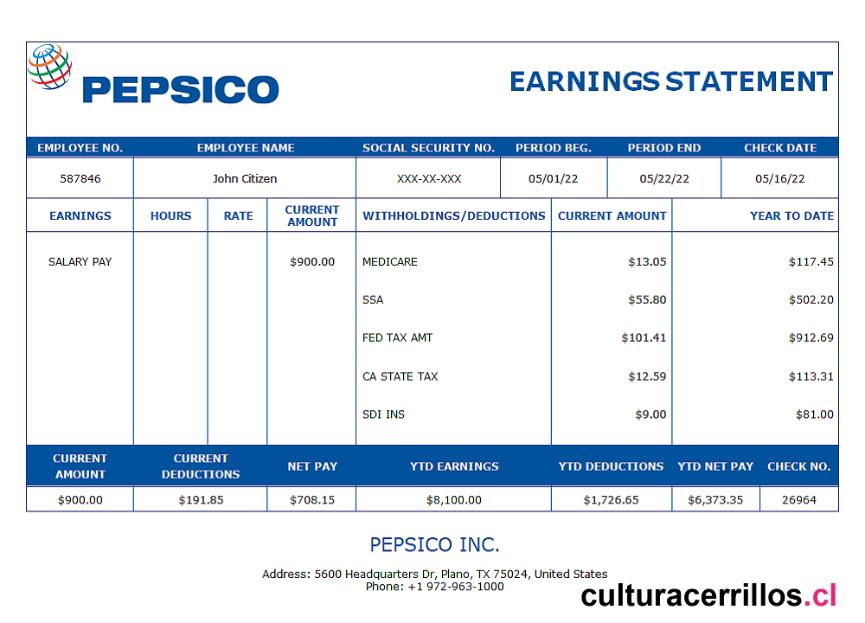 PEPSICO
EARNINGS STATEMENT
EMPLOYEE NO. EMPLOYEE NAME SOCIAL SECURITY NO. PERIOD BEG. PERIOD END CHECK DATE
587846 John Citizen XXX-XX-XXX 05/01/22 05/22/22 05/16/22
EARNINGS HOURS RATE CURRENT AMOUNT WITHHOLDINGS/DEDUCTIONS CURRENT AMOUNT YEAR TO DATE
SALARY PAY $900.00 MEDICARE $13.05 $117.45
SSA $55.80 $502.20
FED TAX AMT $101.41 $912.69
CA STATE TAX $12.59 $113.31
SDI INS $9.00 $81.00
CURRENT AMOUNT CURRENT DEDUCTIONS NET PAY YTD EARNINGS YTD DEDUCTIONS YTD NET PAY CHECK NO.
$900.00 $191.85 $708.15 $8,100.00 $1,726.65 $6,373.35 26964
PEPSICO INC.
Address: 5600 Headquarters Dr, Plano, TX 75024, United States
Phone: +1 972-963-1000
culturacerrillos.cl